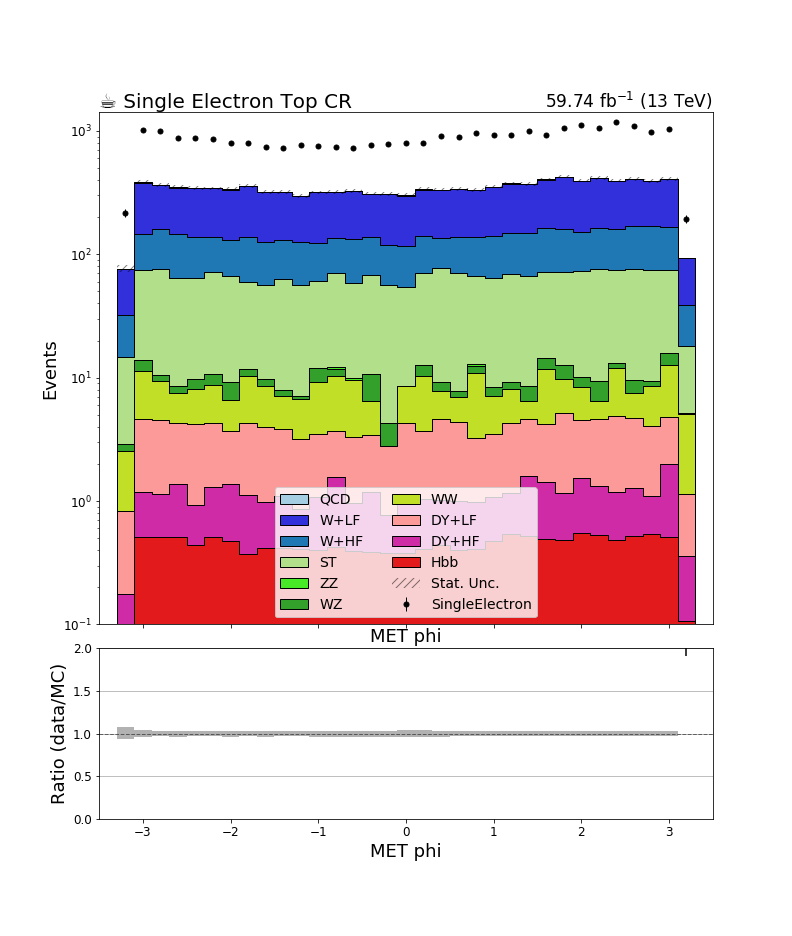 ☕ Single Electron Top CR 59.74 fb⁻¹ (13 TeV)
Events
10³
10²
10¹
10⁰
10⁻¹
QCD WW
W+LF DY+LF
W+HF DY+HF
ST Hbb
ZZ Stat. Unc.
WZ SingleElectron
MET phi
Ratio (data/MC)
2.0
1.5
1.0
0.5
0.0
−3 −2 −1 0 1 2 3
MET phi